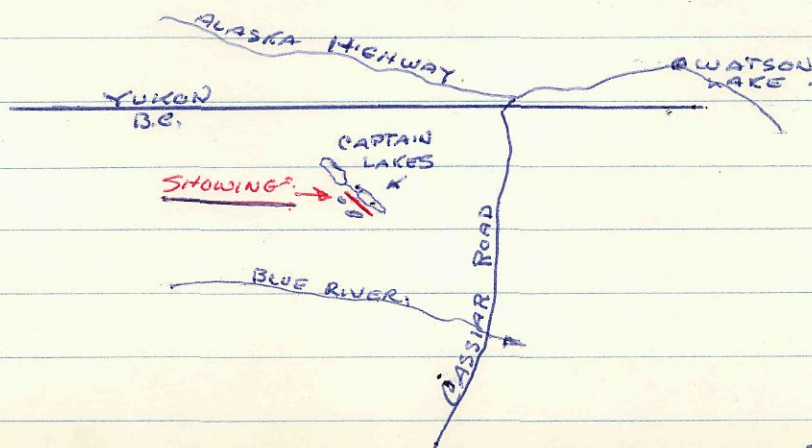 ALASKA HIGHWAY.
WATSON
LAKE
YUKON
B.C.
CAPTAIN
LAKES
SHOWINGS.
BLUE RIVER.
CASSIAR ROAD